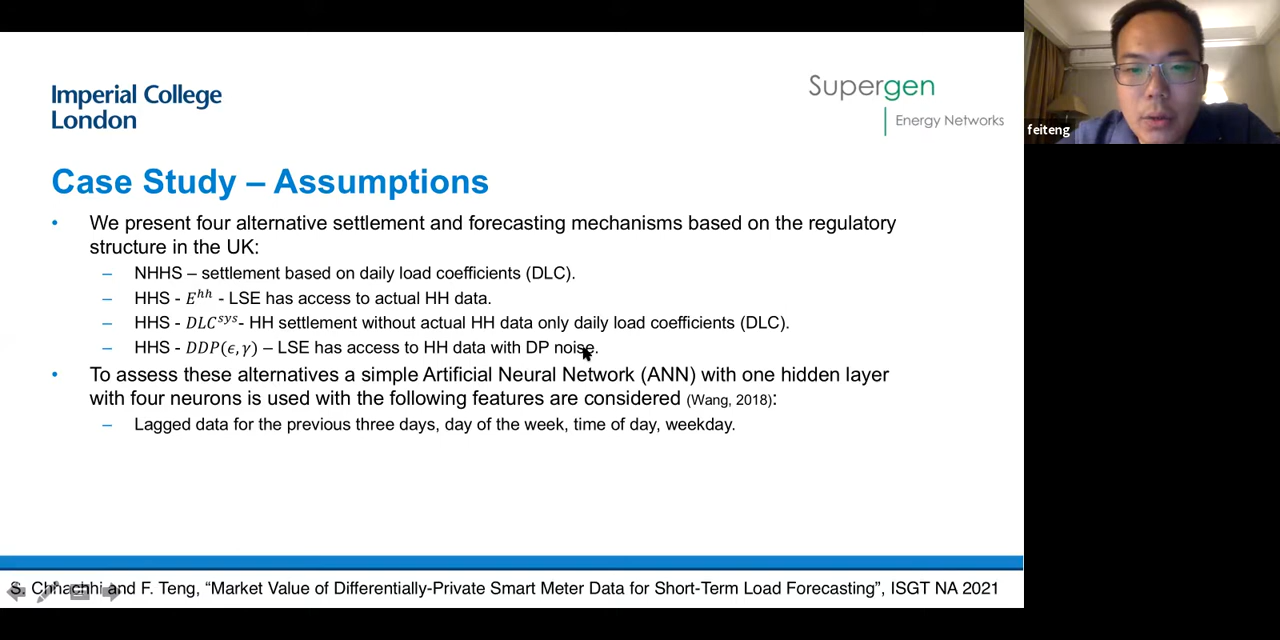 Imperial College
London
Supergen
Energy Networks
feiteng
Case Study – Assumptions
• We present four alternative settlement and forecasting mechanisms based on the regulatory
structure in the UK:
– NHHS – settlement based on daily load coefficients (DLC).
– HHS - E^hh - LSE has access to actual HH data.
– HHS - DLC^sys- HH settlement without actual HH data only daily load coefficients (DLC).
– HHS - DDP(ϵ, γ) – LSE has access to HH data with DP noise.
• To assess these alternatives a simple Artificial Neural Network (ANN) with one hidden layer
with four neurons is used with the following features are considered (Wang, 2018):
– Lagged data for the previous three days, day of the week, time of day, weekday.
S. Chhachhi and F. Teng, “Market Value of Differentially-Private Smart Meter Data for Short-Term Load Forecasting”, ISGT NA 2021